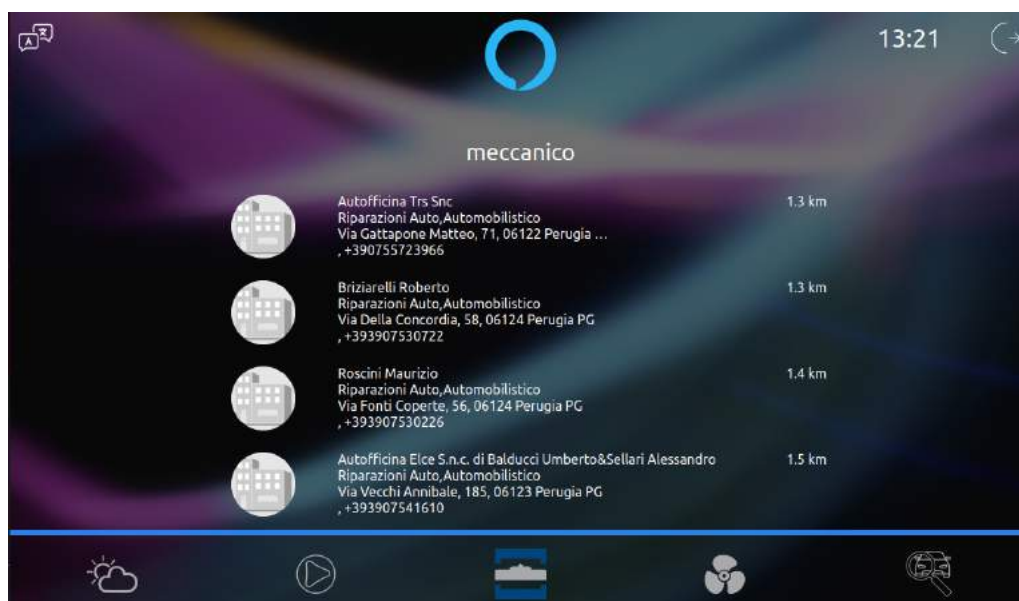 13:21
meccanico
Autofficina Trs Snc 1.3 km
Riparazioni Auto,Automobilistico
Via Gattapone Matteo, 71, 06122 Perugia ...
, +390755723966
Briziarelli Roberto 1.3 km
Riparazioni Auto,Automobilistico
Via Della Concordia, 58, 06124 Perugia PG
, +393907530722
Roscini Maurizio 1.4 km
Riparazioni Auto,Automobilistico
Via Fonti Coperte, 56, 06124 Perugia PG
, +393907530226
Autofficina Elce S.n.c. di Balducci Umberto&Sellari Alessandro 1.5 km
Riparazioni Auto,Automobilistico
Via Vecchi Annibale, 185, 06123 Perugia PG
, +393907541610